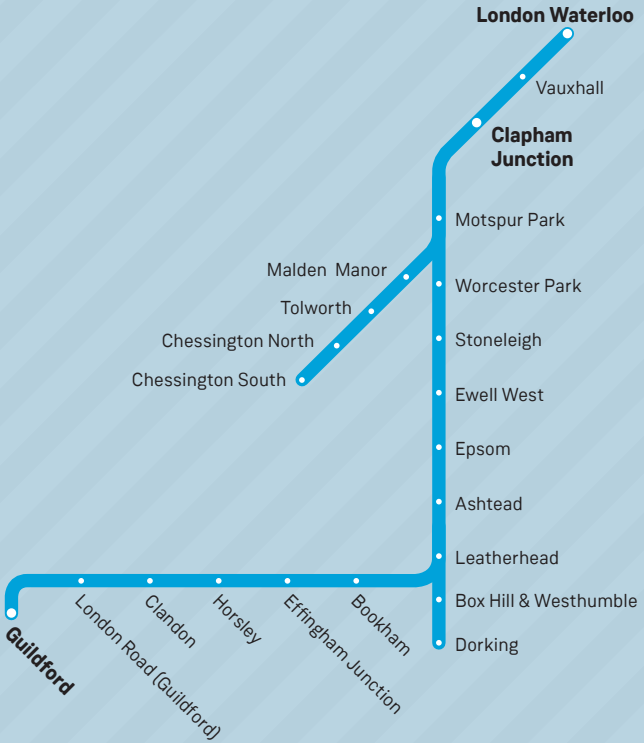 London Waterloo
Vauxhall
Clapham
Junction
Motspur Park
Malden Manor
Worcester Park
Tolworth
Stoneleigh
Chessington North
Chessington South
Ewell West
Epsom
Ashtead
Leatherhead
Box Hill & Westhumble
Dorking
Guildford
London Road (Guildford)
Clandon
Horsley
Effingham Junction
Bookham